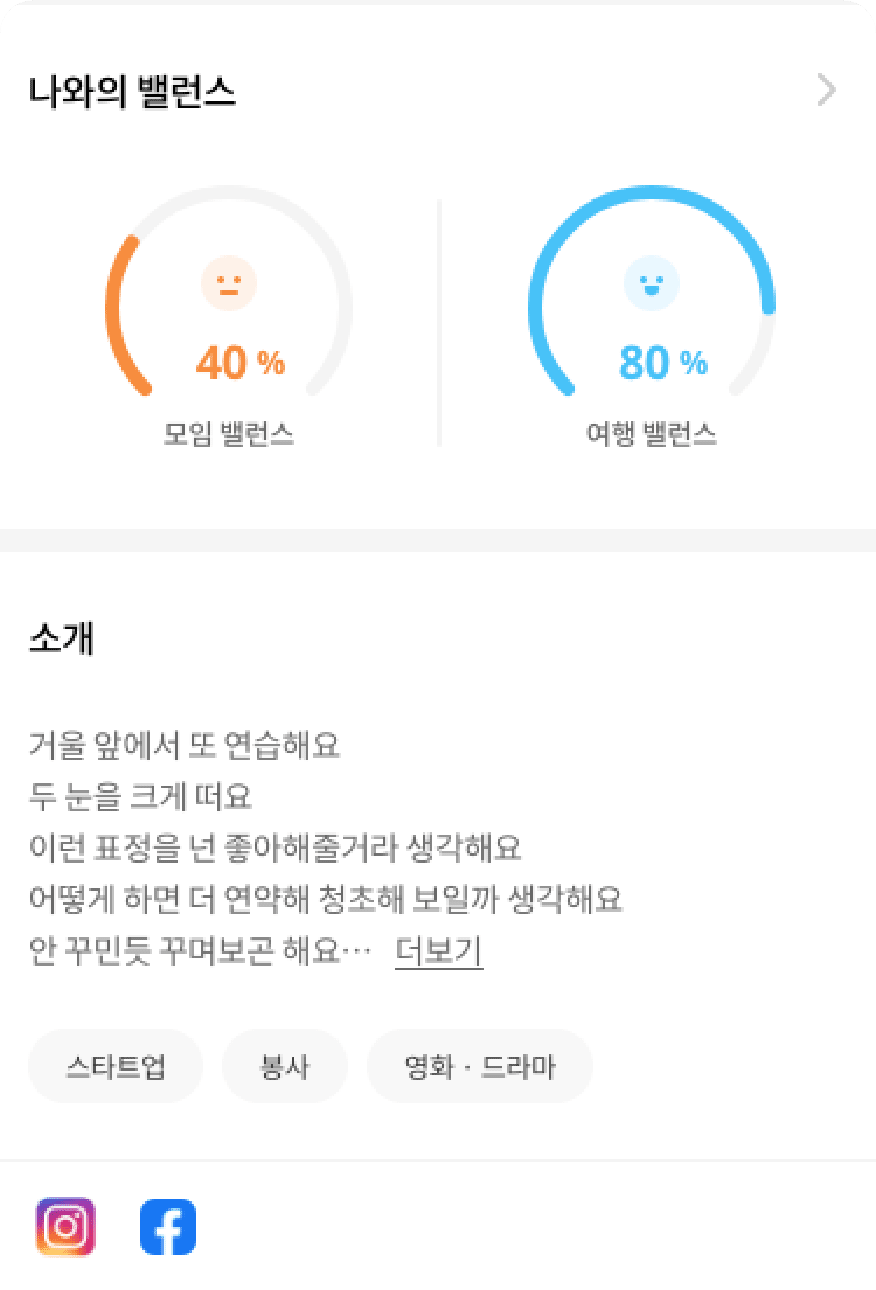 나와의 밸런스
40 %
80 %
모임 밸런스
여행 밸런스
소개
거울 앞에서 또 연습해요
두 눈을 크게 떠요
이런 표정을 넌 좋아해줄거라 생각해요
어떻게 하면 더 연약해 청초해 보일까 생각해요
안 꾸민듯 꾸며보곤 해요··· 더보기
스타트업 봉사 영화 · 드라마